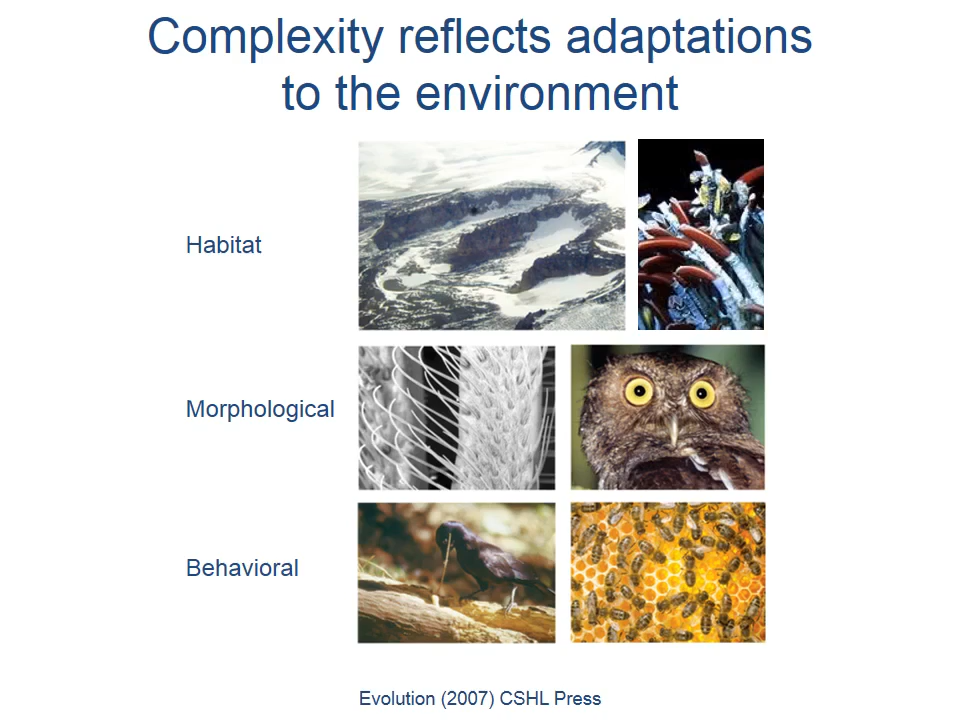 Complexity reflects adaptations
to the environment
Habitat
Morphological
Behavioral
Evolution (2007) CSHL Press